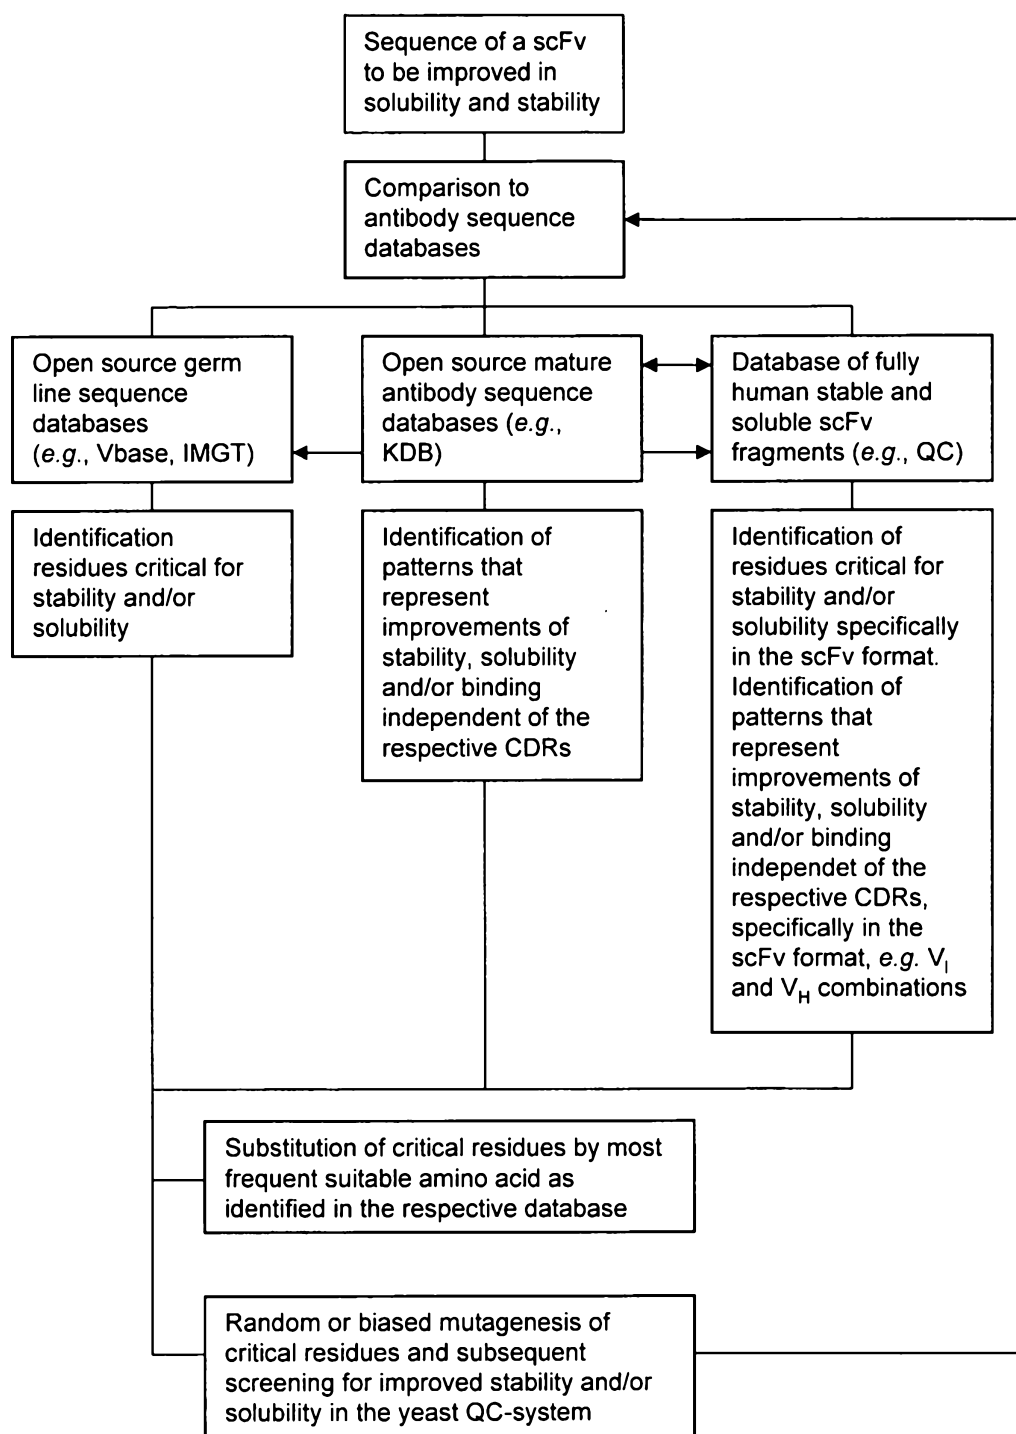 Sequence of a scFv
to be improved in
solubility and stability
Comparison to
antibody sequence
databases
Open source germ
line sequence
databases
(e.g., Vbase, IMGT)
Open source mature
antibody sequence
databases (e.g.,
KDB)
Database of fully
human stable and
soluble scFv
fragments (e.g., QC)
Identification
residues critical for
stability and/or
solubility
Identification of
patterns that
represent
improvements of
stability, solubility
and/or binding
independent of the
respective CDRs
Identification of
residues critical for
stability and/or
solubility specifically
in the scFv format.
Identification of
patterns that
represent
improvements of
stability, solubility
and/or binding
independet of the
respective CDRs,
specifically in the
scFv format, e.g. Vl
and VH combinations
Substitution of critical residues by most
frequent suitable amino acid as
identified in the respective database
Random or biased mutagenesis of
critical residues and subsequent
screening for improved stability and/or
solubility in the yeast QC-system